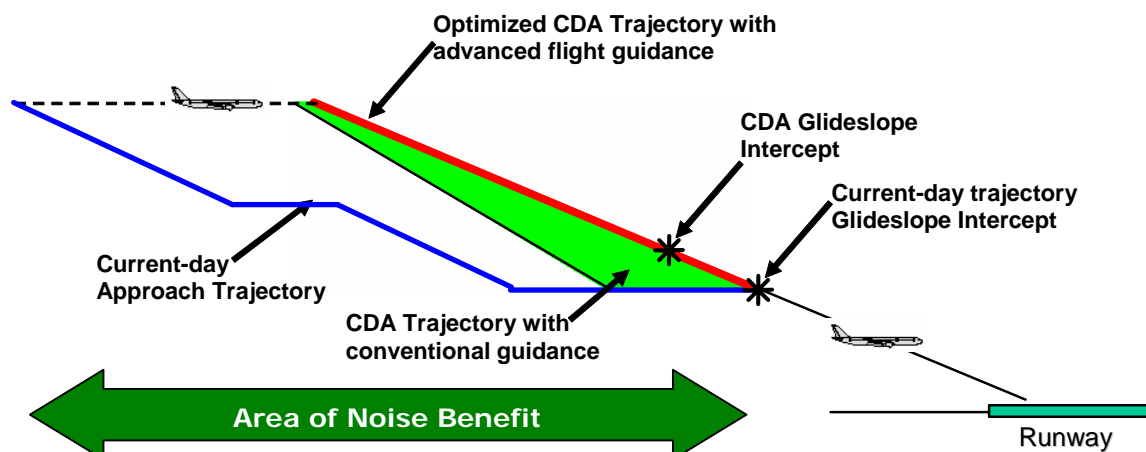 Optimized CDA Trajectory with
advanced flight guidance
CDA Glideslope
Intercept
Current-day trajectory
Glideslope Intercept
Current-day
Approach Trajectory
CDA Trajectory with
conventional guidance
Area of Noise Benefit
Runway